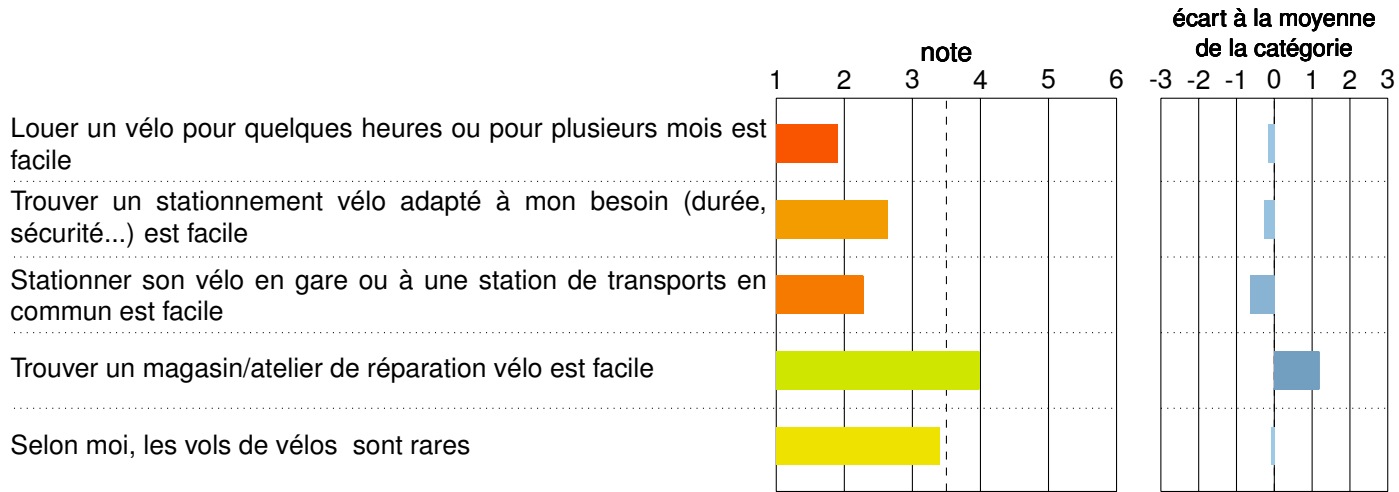 écart à la moyenne
de la catégorie
note
1 2 3 4 5 6
-3 -2 -1 0 1 2 3
Louer un vélo pour quelques heures ou pour plusieurs mois est
facile
Trouver un stationnement vélo adapté à mon besoin (durée,
sécurité...) est facile
Stationner son vélo en gare ou à une station de transports en
commun est facile
Trouver un magasin/atelier de réparation vélo est facile
Selon moi, les vols de vélos sont rares